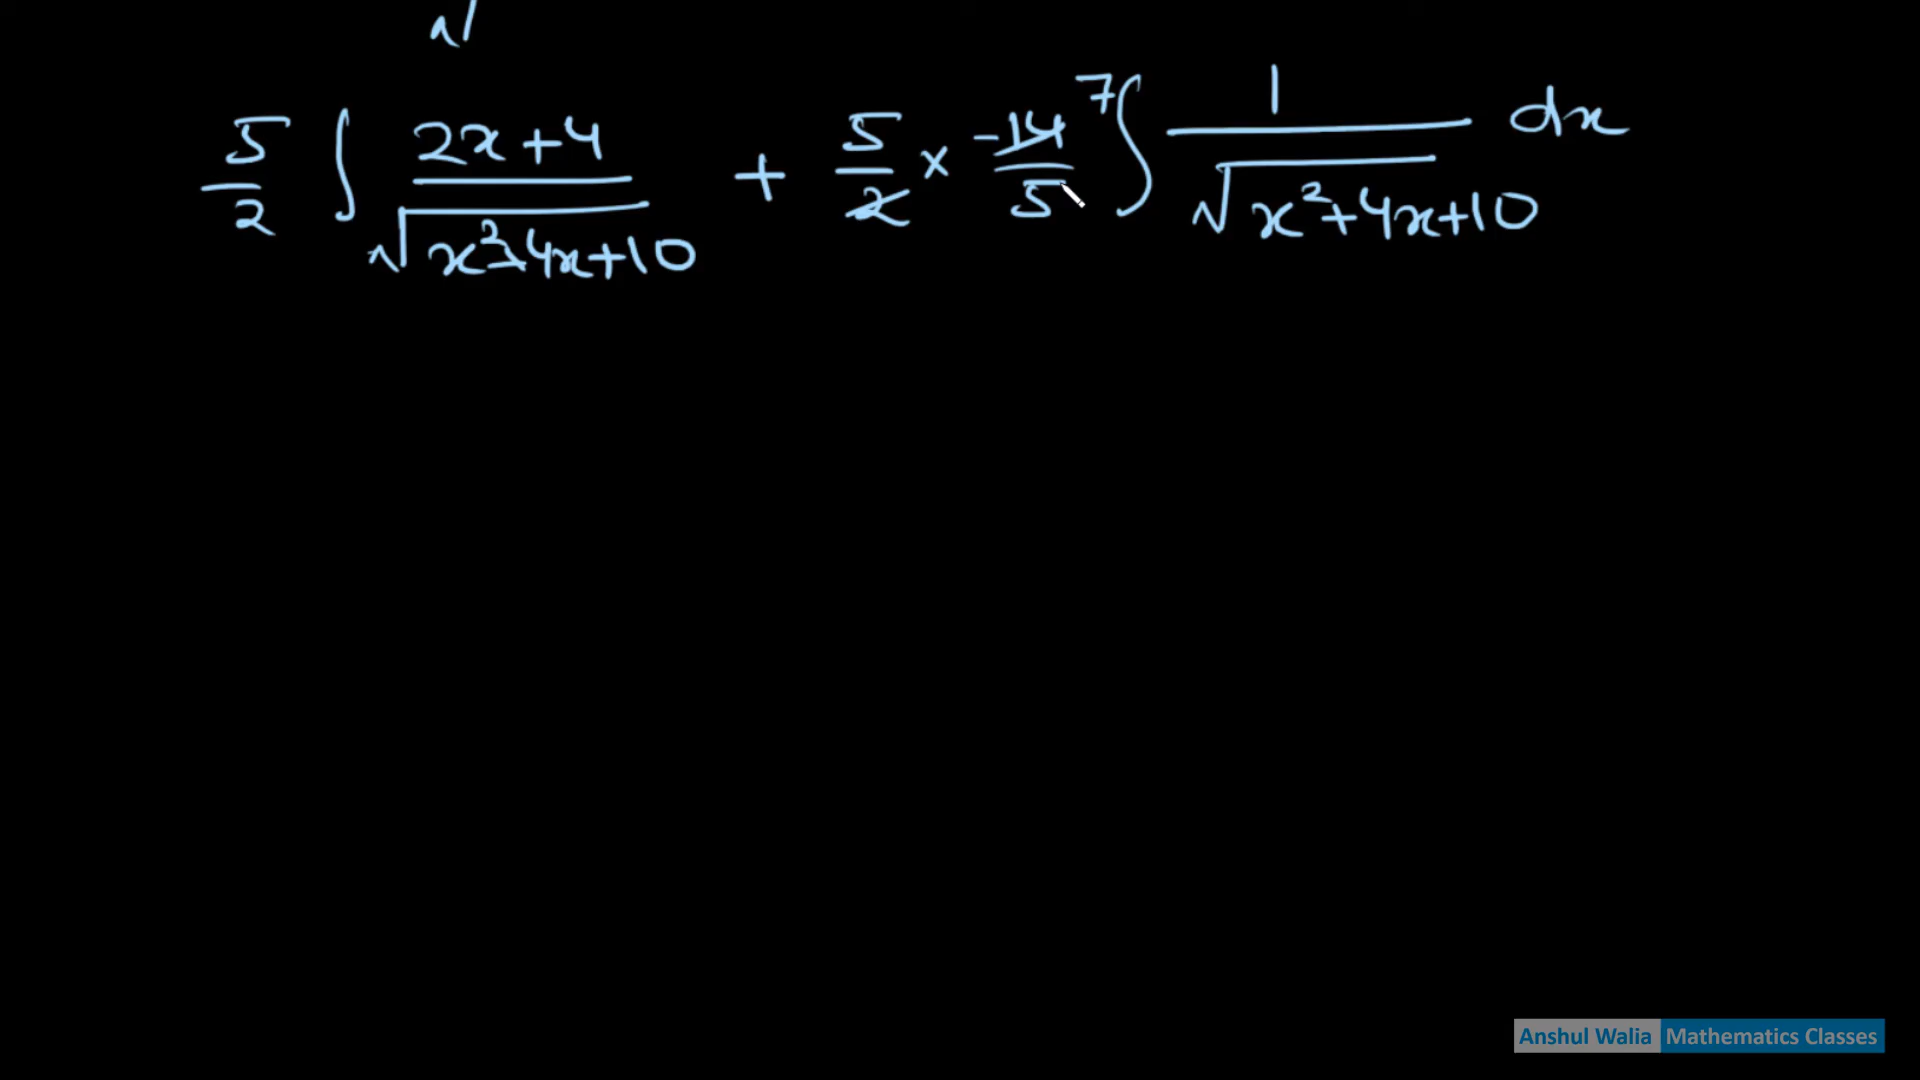 5/2 ∫ 2x+4 / √x²-4x+10 + 5/2 × -14/5 7 ∫ 1 / √x²+4x+10 dx
Anshul Walia Mathematics Classes